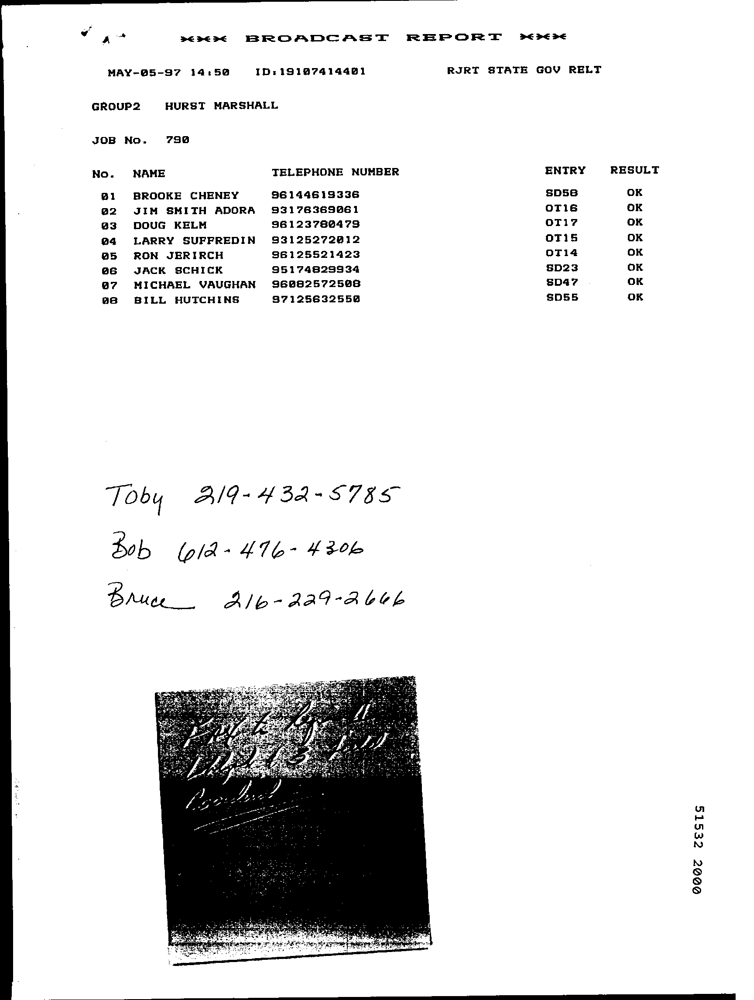 *** BROADCAST REPORT ***
MAY-05-97 14:50 ID:19107414401 RJRT STATE GOV RELT
GROUP2 HURST MARSHALL
JOB No. 790
No. NAME TELEPHONE NUMBER ENTRY RESULT
01 BROOKE CHENEY 96144619336 SD58 OK
02 JIM SMITH ADORA 93176369061 OT16 OK
03 DOUG KELM 96123780479 OT17 OK
04 LARRY SUFFREDIN 93125272012 OT15 OK
05 RON JERIRCH 96125521423 OT14 OK
06 JACK SCHICK 95174829934 SD23 OK
07 MICHAEL VAUGHAN 96082572508 SD47 OK
08 BILL HUTCHINS 97125632550 SD55 OK
Toby 219-432-5785
Bob 612-476-4306
Bruce 216-229-2666
51532 2000